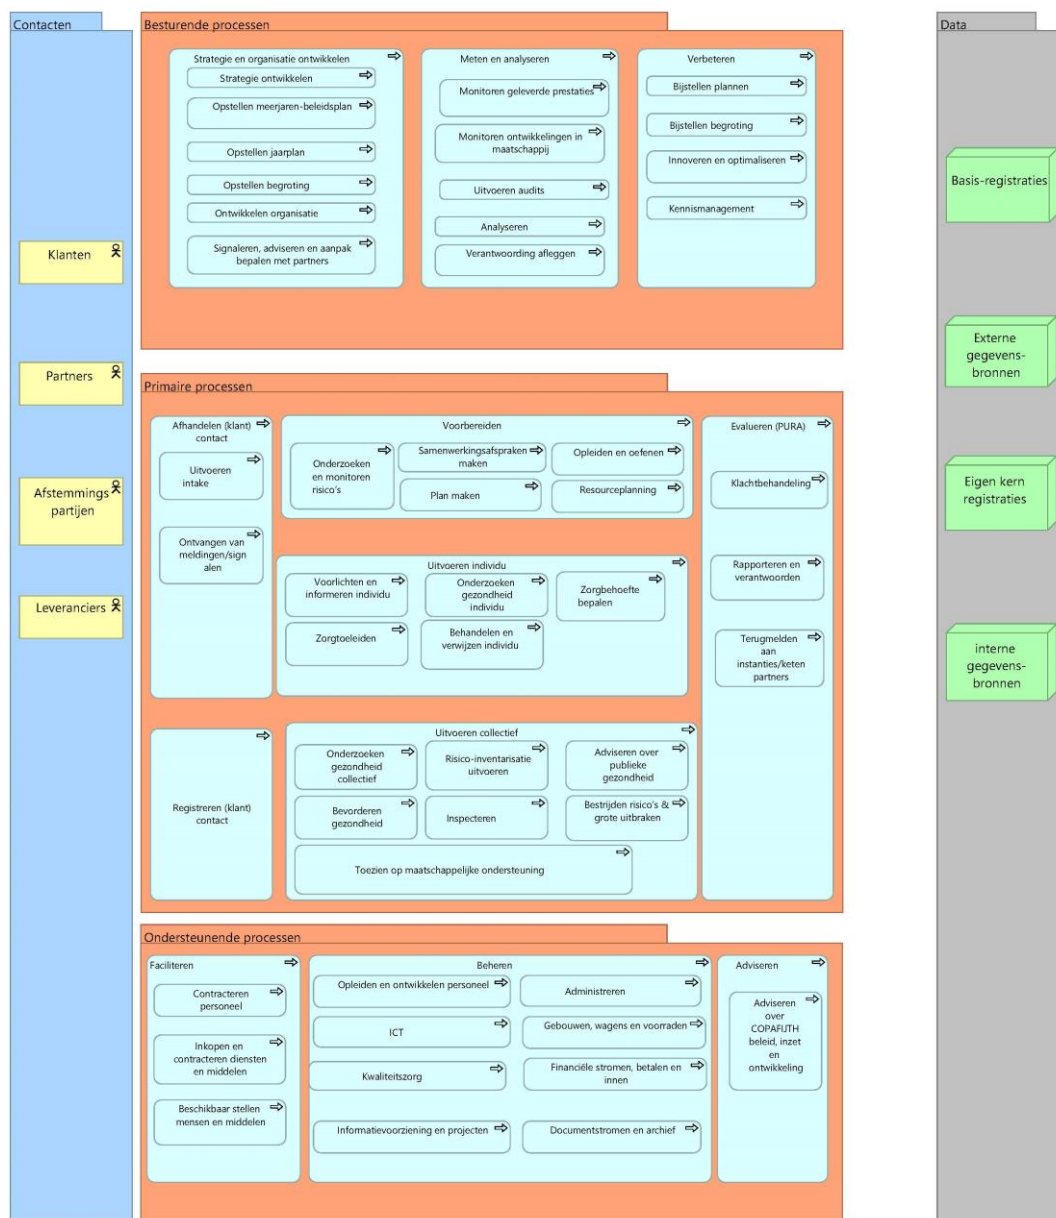 Contacten
Klanten
Partners
Afstemmings
partijen
Leveranciers
Besturende processen
Strategie en organisatie ontwikkelen
Strategie ontwikkelen
Opstellen meerjaren-beleidsplan
Opstellen jaarplan
Opstellen begroting
Ontwikkelen organisatie
Signaleren, adviseren en aanpak
bepalen met partners
Meten en analyseren
Monitoren geleverde prestaties
Monitoren ontwikkelingen in
maatschappij
Uitvoeren audits
Analyseren
Verantwoording afleggen
Verbeteren
Bijstellen plannen
Bijstellen begroting
Innoveren en optimaliseren
Kennismanagement
Primaire processen
Afhandelen (klant)
contact
Uitvoeren
intake
Ontvangen van
meldingen/sign
alen
Registreren (klant)
contact
Voorbereiden
Onderzoeken
en monitoren
risico's
Samenwerkingsafspraken
maken
Opleiden en oefenen
Plan maken
Resourceplanning
Uitvoeren individu
Voorlichten en
informeren individu
Onderzoeken
gezondheid
individu
Zorgbehoefte
bepalen
Zorgtoeleiden
Behandelen en
verwijzen individu
Uitvoeren collectief
Onderzoeken
gezondheid
collectief
Risico-inventarisatie
uitvoeren
Adviseren over
publieke
gezondheid
Bevorderen
gezondheid
Inspecteren
Bestrijden risico's &
grote uitbraken
Toezien op maatschappelijke ondersteuning
Evalueren (PURA)
Klachtbehandeling
Rapporteren en
verantwoorden
Terugmelden
aan
instanties/keten
partners
Ondersteunende processen
Faciliteren
Contracteren
personeel
Inkopen en
contracteren diensten
en middelen
Beschikbaar stellen
mensen en middelen
Beheren
Opleiden en ontwikkelen personeel
Administreren
ICT
Gebouwen, wagens en voorraden
Kwaliteitszorg
Financiële stromen, betalen en
innen
Informatievoorziening en projecten
Documentstromen en archief
Adviseren
Adviseren
over
COPAFIJTH
beleid, inzet
en
ontwikkeling
Data
Basis-registraties
Externe
gegevens-
bronnen
Eigen kern
registraties
interne
gegevens-
bronnen